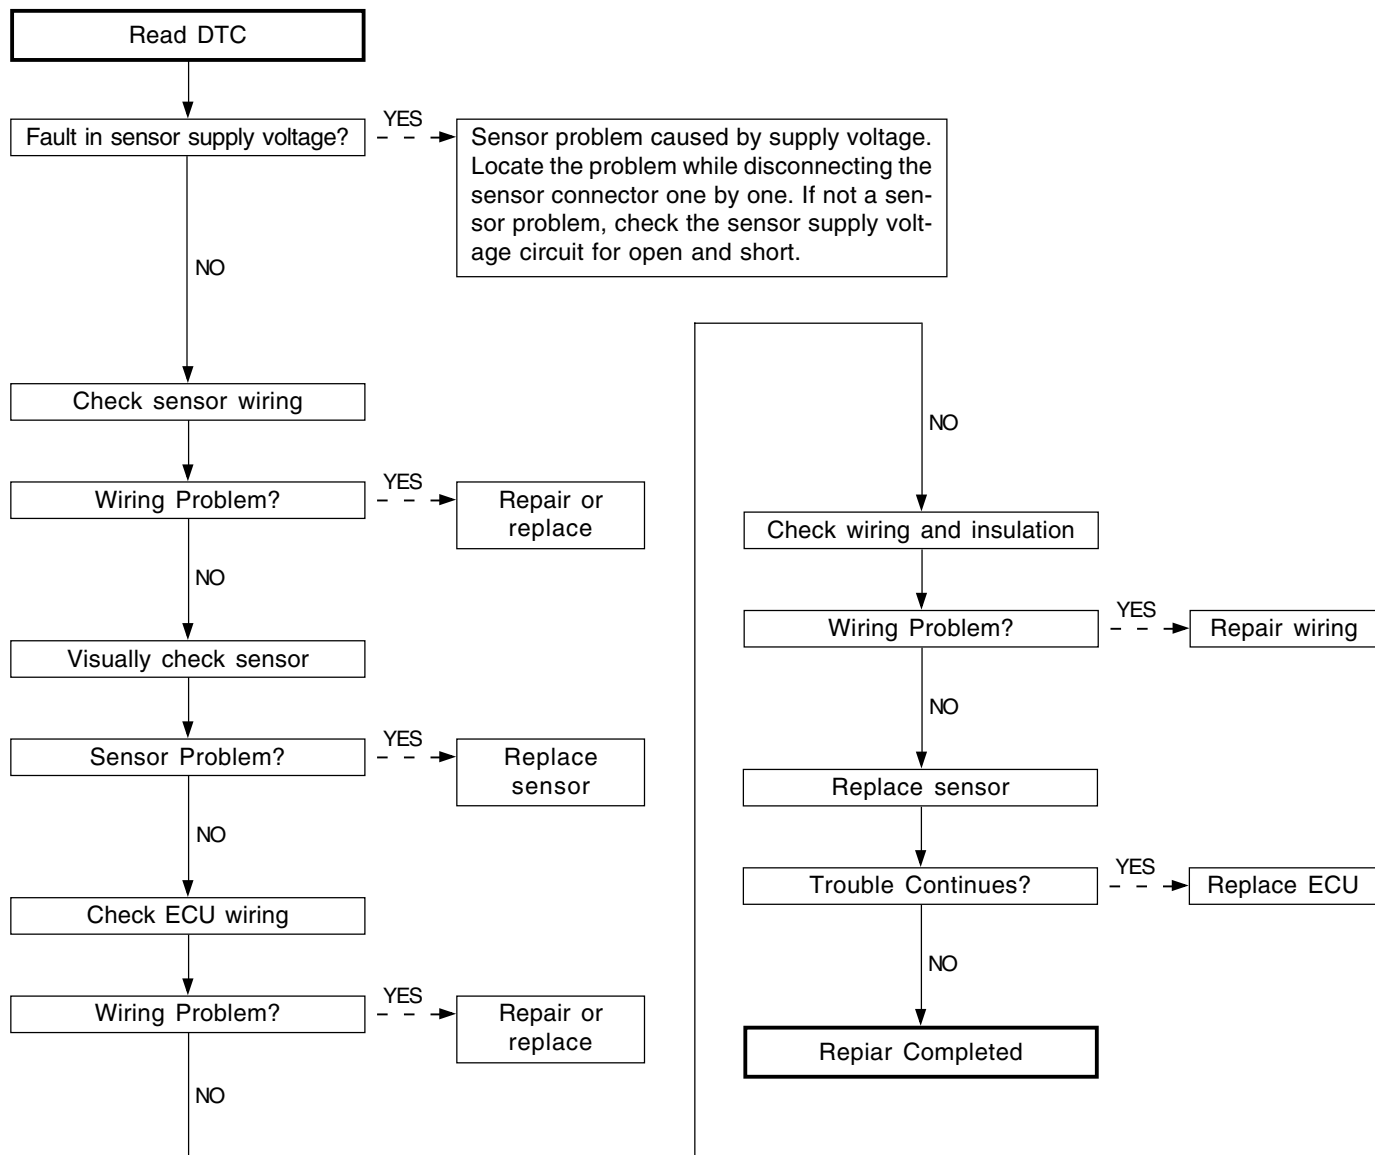 Read DTC
Fault in sensor supply voltage?
YES
Sensor problem caused by supply voltage.
Locate the problem while disconnecting the
sensor connector one by one. If not a sen-
sor problem, check the sensor supply volt-
age circuit for open and short.
NO
Check sensor wiring
Wiring Problem?
YES
Repair or
replace
NO
Visually check sensor
Sensor Problem?
YES
Replace
sensor
NO
Check ECU wiring
Wiring Problem?
YES
Repair or
replace
NO
NO
Check wiring and insulation
Wiring Problem?
YES
Repair wiring
NO
Replace sensor
Trouble Continues?
YES
Replace ECU
NO
Repiar Completed